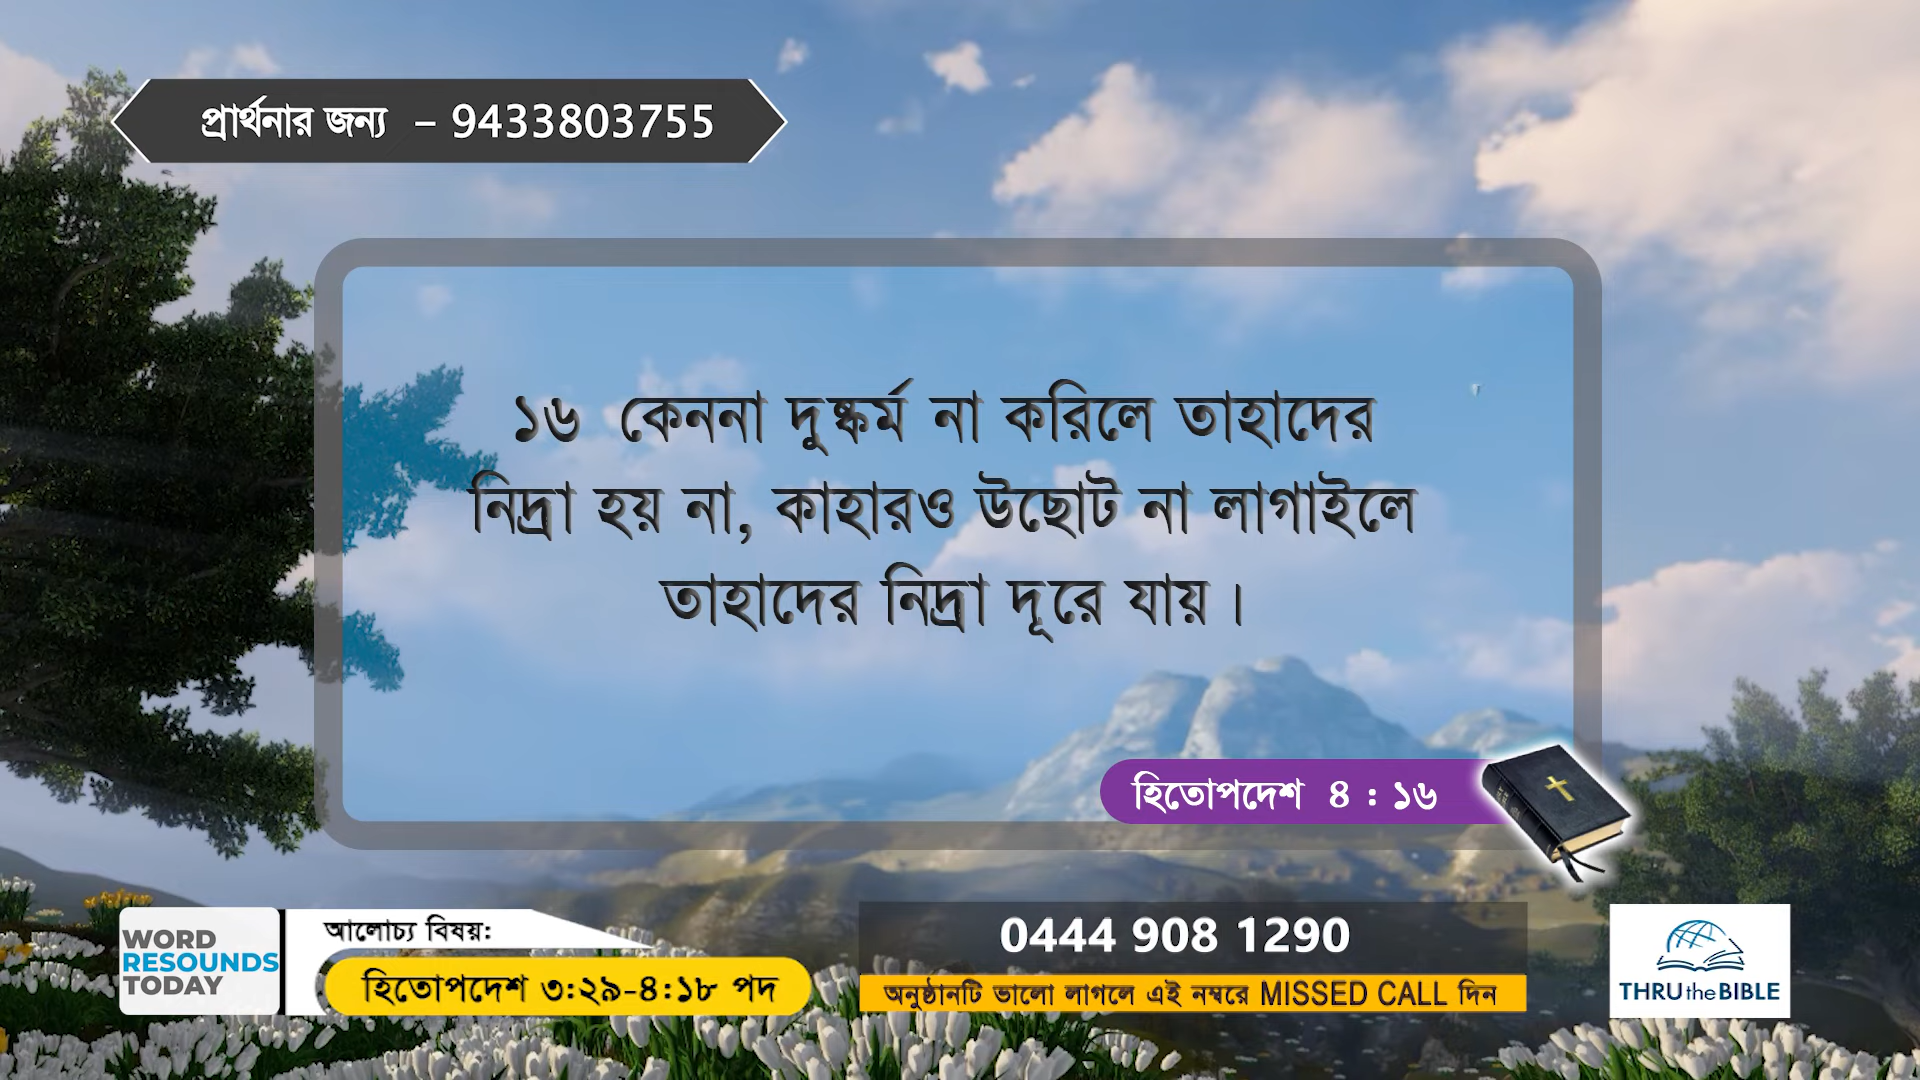 প্রার্থনার জন্য – 9433803755
১৬ কেননা দুষ্কর্ম না করিলে তাহাদের
নিদ্রা হয় না, কাহারও উছোট না লাগাইলে
তাহাদের নিদ্রা দূরে যায়।
হিতোপদেশ ৪ : ১৬
WORD
RESOUNDS
TODAY
আলোচ্য বিষয়:
হিতোপদেশ ৩:২৯-৪:১৮ পদ
0444 908 1290
অনুষ্ঠানটি ভালো লাগলে এই নম্বরে MISSED CALL দিন
THRU the BIBLE